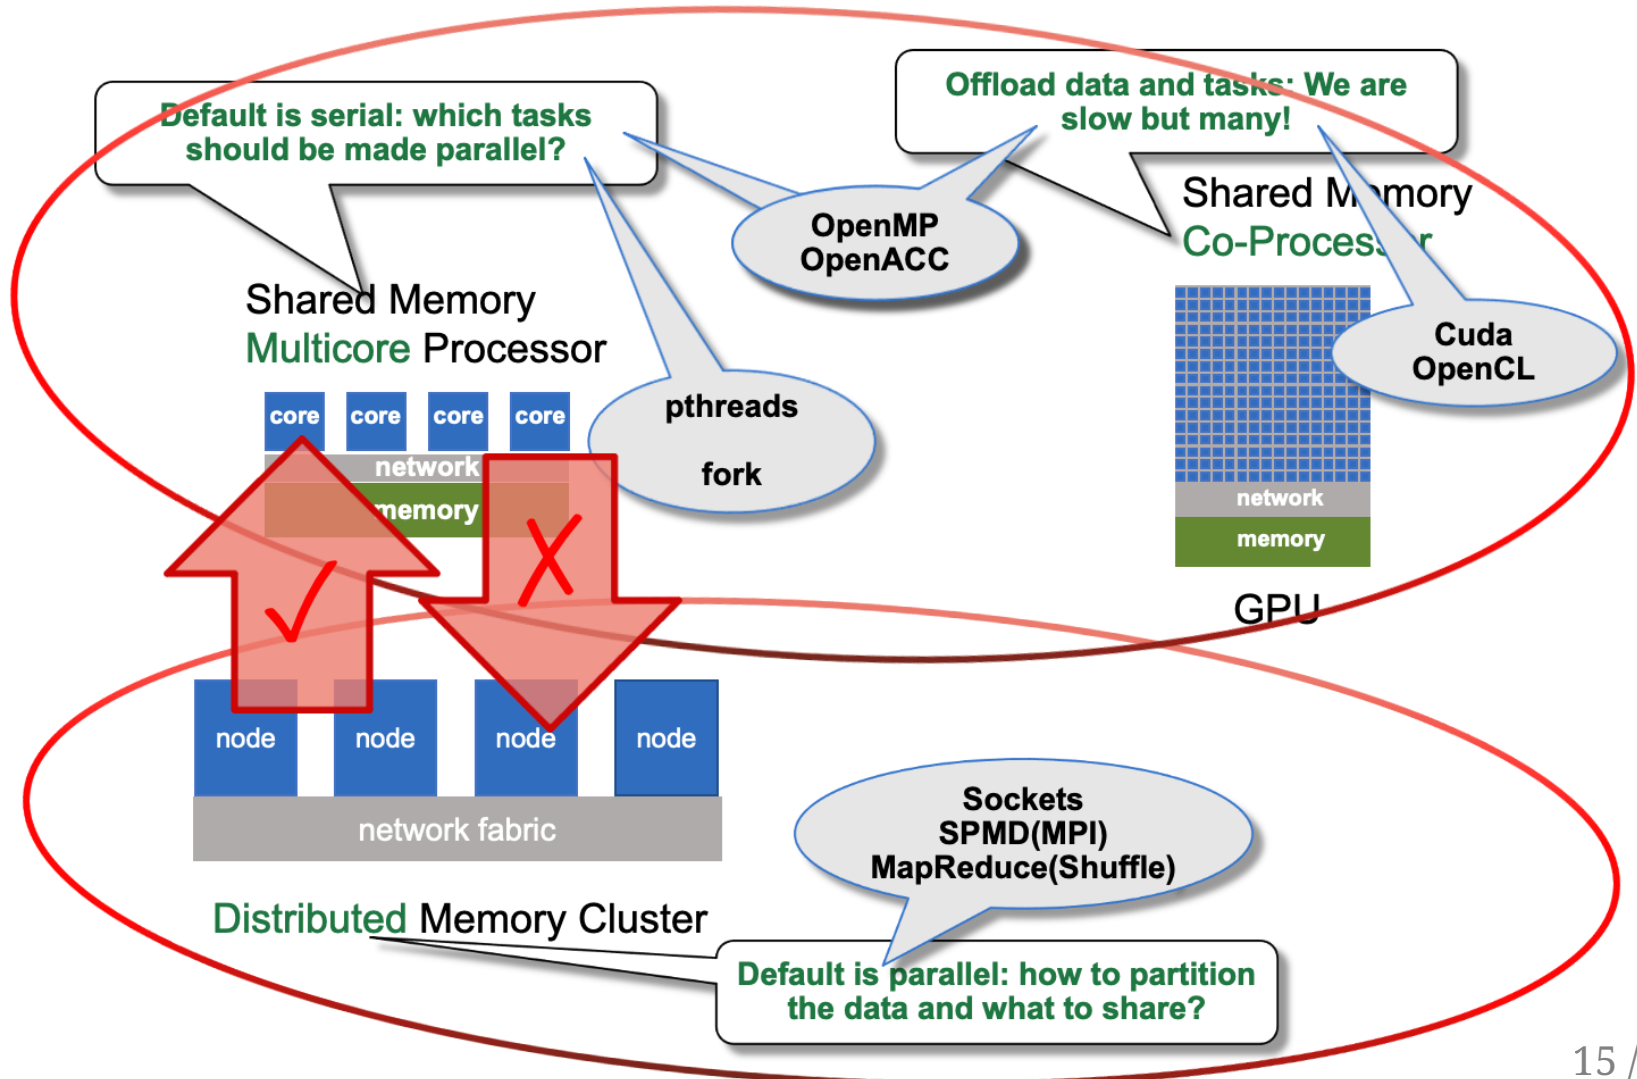 Default is serial: which tasks
should be made parallel?
Offload data and tasks: We are
slow but many!
OpenMP
OpenACC
Shared Memory
Co-Processor
Shared Memory
Multicore Processor
Cuda
OpenCL
pthreads
fork
core core core core
network
memory
network
memory
GPU
node node node node
network fabric
Sockets
SPMD(MPI)
MapReduce(Shuffle)
Distributed Memory Cluster
Default is parallel: how to partition
the data and what to share?
15 /